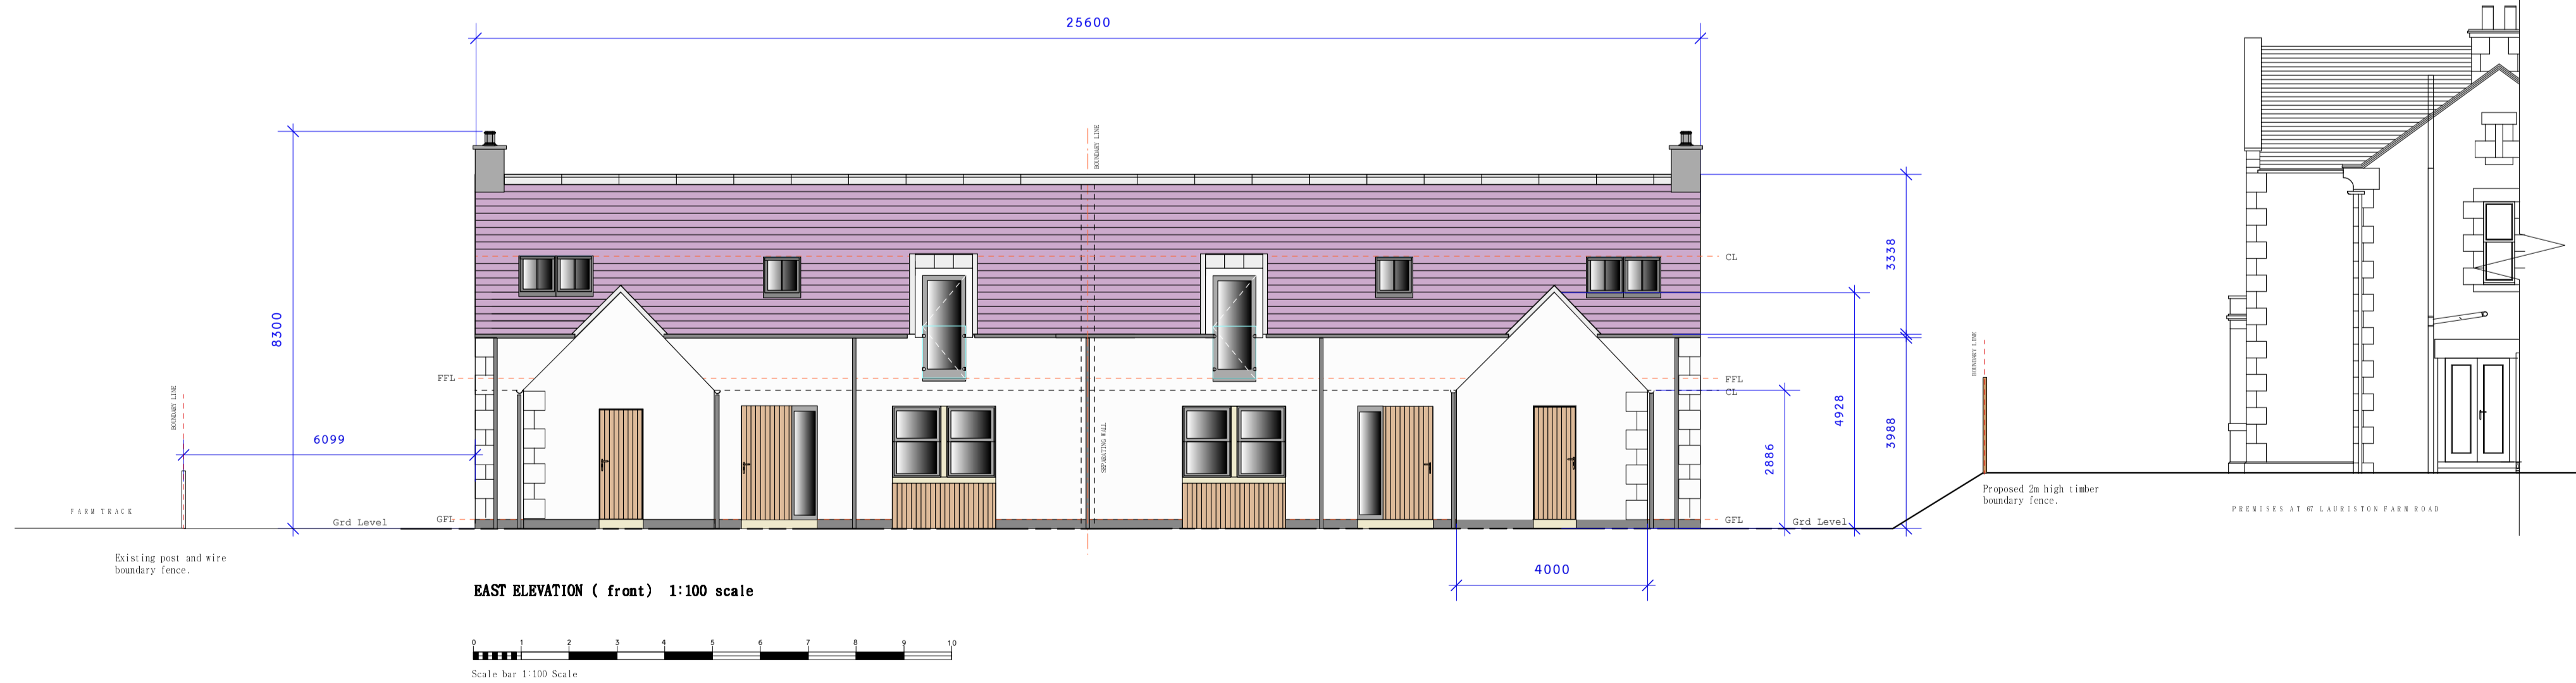 25600
BOUNDARY LINE
8300
3338
CL
BOUNDARY LINE
BOUNDARY LINE
FFL
FFL
CL
4928
3988
6099
2886
SEPARATING WALL
FARM TRACK
Grd Level
GFL
GFL
Grd Level
Proposed 2m high timber
boundary fence.
PREMISES AT 67 LAURISTON FARM ROAD
Existing post and wire
boundary fence.
4000
EAST ELEVATION ( front) 1:100 scale
0 1 2 3 4 5 6 7 8 9 10
Scale bar 1:100 Scale